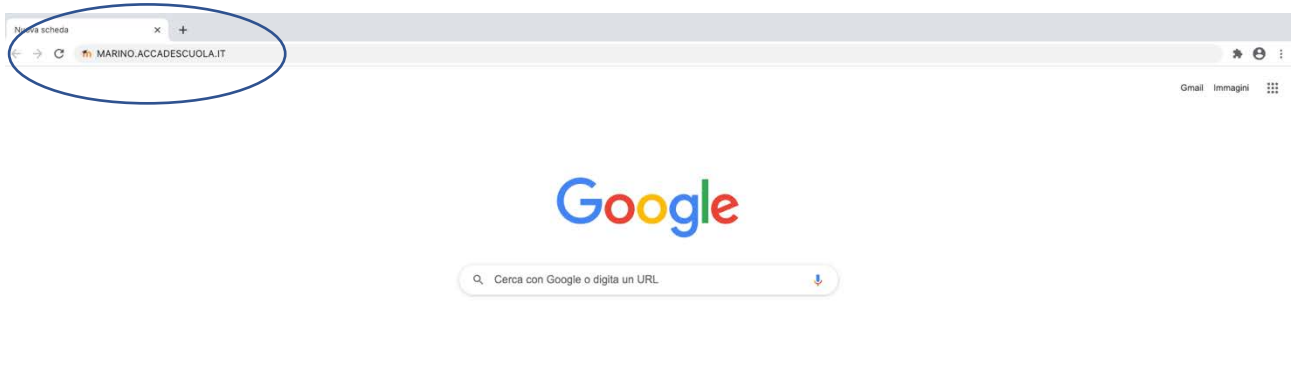 Nuova scheda
MARINO.ACCADESCUOLA.IT
Gmail Immagini
Google
Cerca con Google o digita un URL